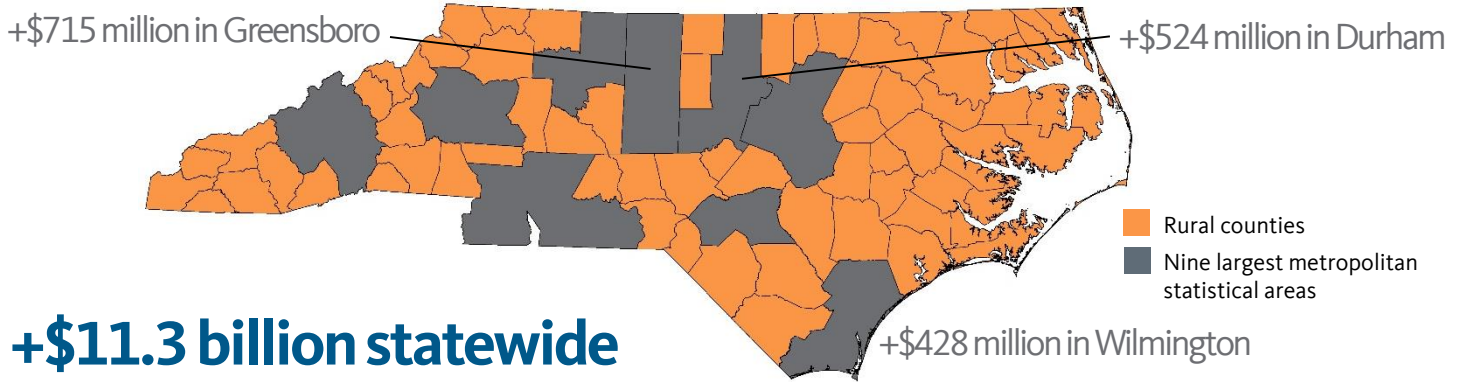 +$715 million in Greensboro
+$524 million in Durham
Rural counties
Nine largest metropolitan
statistical areas
+$11.3 billion statewide
+$428 million in Wilmington